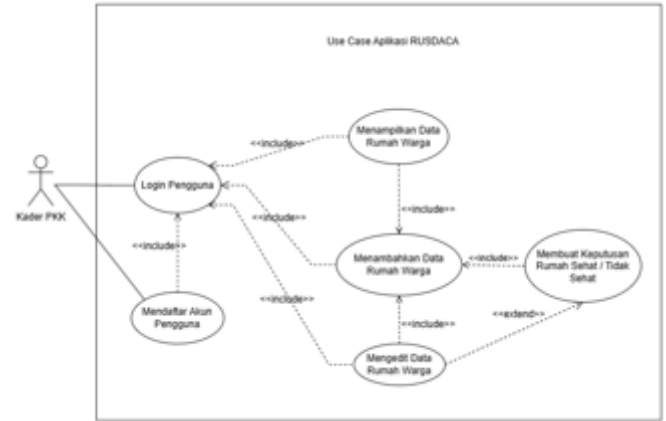 Use Case Aplikasi RUSDACA
Menampilkan Data
Rumah Warga
<<include>>
Login Pengguna
Kader PKK
<<include>>
<<include>>
<<include>>
Menambahkan Data
Rumah Warga
<<include>>
Membuat Keputusan
Rumah Sehat / Tidak
Sehat
<<include>>
Mendaftar Akun
Pengguna
<<include>>
<<extend>>
Mengedit Data
Rumah Warga